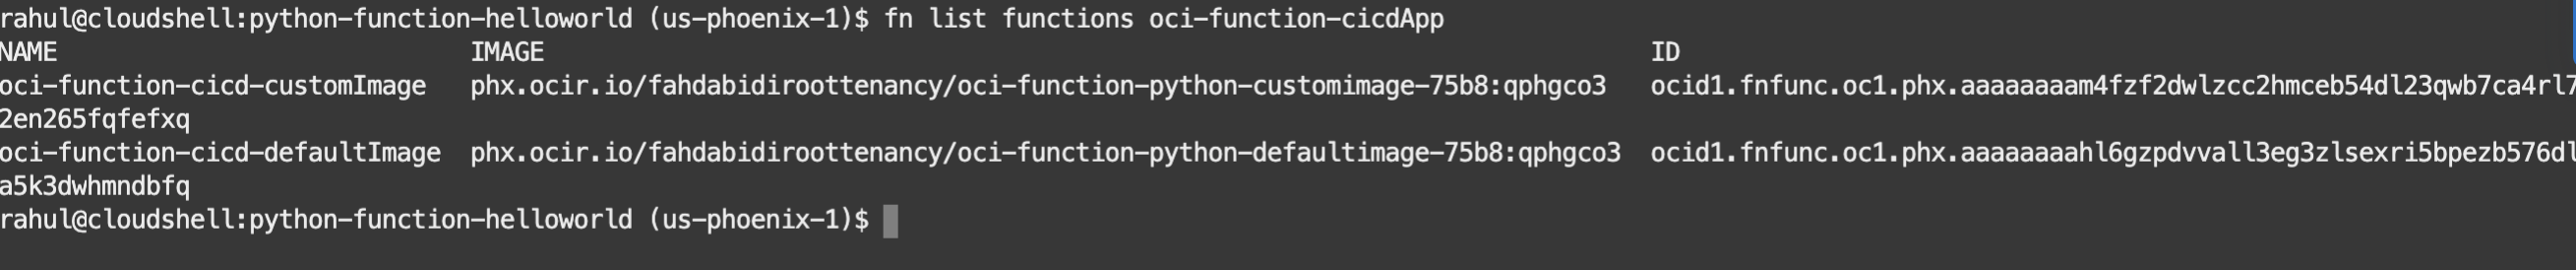 rahul@cloudshell:python-function-helloworld (us-phoenix-1)$ fn list functions oci-function-cicdApp
NAME IMAGE ID
oci-function-cicd-customImage phx.ocir.io/fahdabidiroottenancy/oci-function-python-customimage-75b8:qphgco3 ocid1.fnfunc.oc1.phx.aaaaaaaam4fzf2dwlzcc2hmceb54dl23qwb7ca4rl7
2en265fqfefxq
oci-function-cicd-defaultImage phx.ocir.io/fahdabidiroottenancy/oci-function-python-defaultimage-75b8:qphgco3 ocid1.fnfunc.oc1.phx.aaaaaaaahl6gzpdvvall3eg3zlsexri5bpezb576dl
a5k3dwhmndbfq
rahul@cloudshell:python-function-helloworld (us-phoenix-1)$